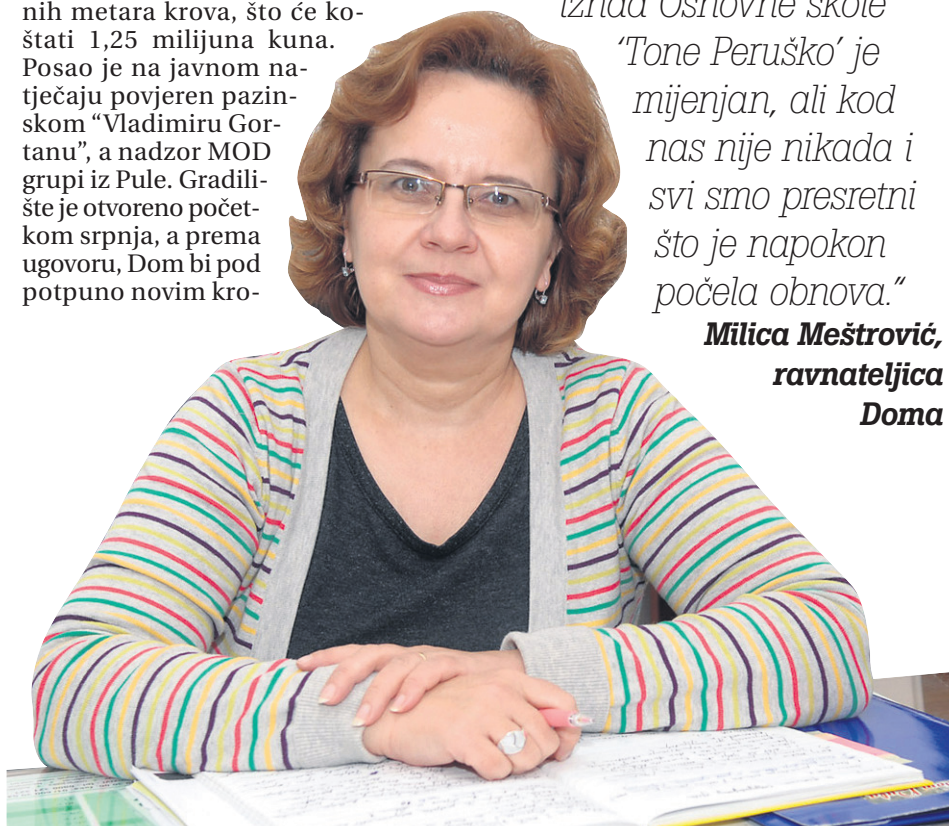 nih metara krova, što će ko-
štati 1,25 milijuna kuna.
Posao je na javnom na-
tječaju povjeren pazin-
skom “Vladimiru Gor-
tanu”, a nadzor MOD
grupi iz Pule. Gradili-
šte je otvoreno počet-
kom srpnja, a prema
ugovoru, Dom bi pod
potpuno novim kro-
iznad Osnovne škole
‘Tone Peruško’ je
mijenjan, ali kod
nas nije nikada i
svi smo presretni
što je napokon
počela obnova.”
Milica Meštrović,
ravnateljica
Doma